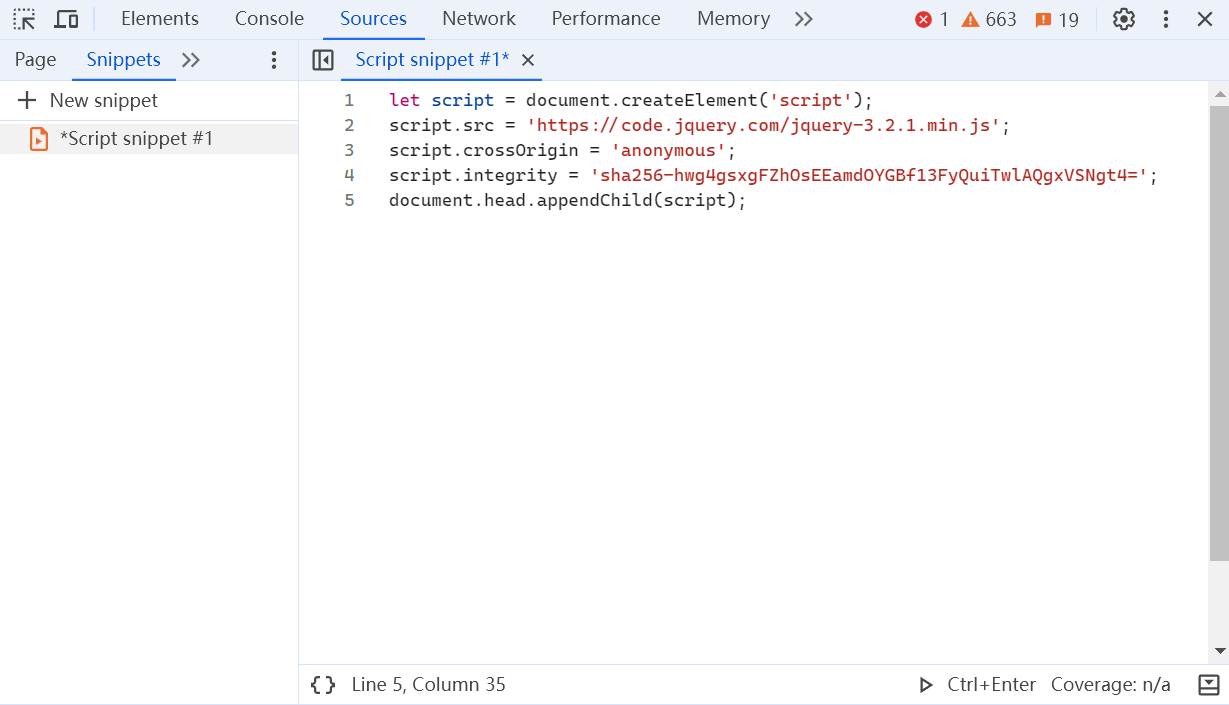 Elements Console Sources Network Performance Memory 1 663 19
Page Snippets Script snippet #1*
New snippet
*Script snippet #1
1 let script = document.createElement('script');
2 script.src = 'https://code.jquery.com/jquery-3.2.1.min.js';
3 script.crossOrigin = 'anonymous';
4 script.integrity = 'sha256-hwg4gsxgFZhOsEEamdOYGBf13FyQuiTwlAQgxVSNgt4=';
5 document.head.appendChild(script);
{} Line 5, Column 35 Ctrl+Enter Coverage: n/a